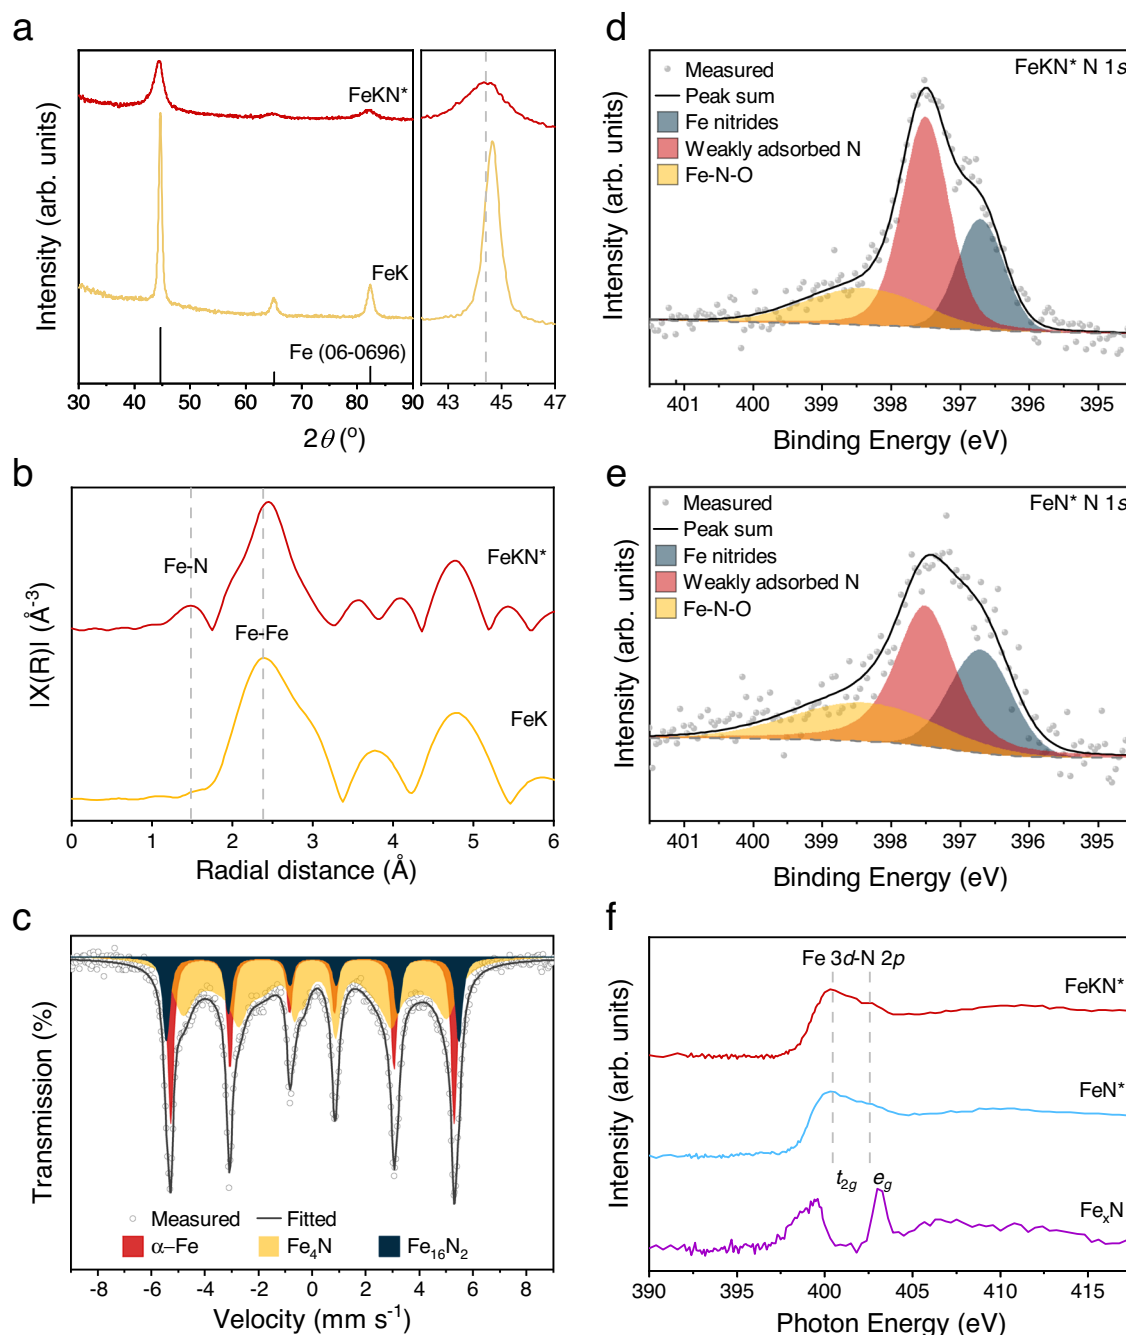 a
Intensity (arb. units)
FeKN*
FeK
Fe (06-0696)
30 40 50 60 70 80 90 43 45 47
2θ (°)
b
|X(R)| (Å-3)
Fe-N
FeKN*
Fe-Fe
FeK
0 1 2 3 4 5 6
Radial distance (Å)
c
Transmission (%)
Measured Fitted
α–Fe Fe4N Fe16N2
-8 -6 -4 -2 0 2 4 6 8
Velocity (mm s-1)
d
Intensity (arb. units)
Measured
Peak sum
Fe nitrides
Weakly adsorbed N
Fe-N-O
FeKN* N 1s
401 400 399 398 397 396 395
Binding Energy (eV)
e
Intensity (arb. units)
Measured
Peak sum
Fe nitrides
Weakly adsorbed N
Fe-N-O
FeN* N 1s
401 400 399 398 397 396 395
Binding Energy (eV)
f
Intensity (arb. units)
Fe 3d-N 2p
FeKN*
FeN*
t2g eg
FexN
390 395 400 405 410 415
Photon Energy (eV)